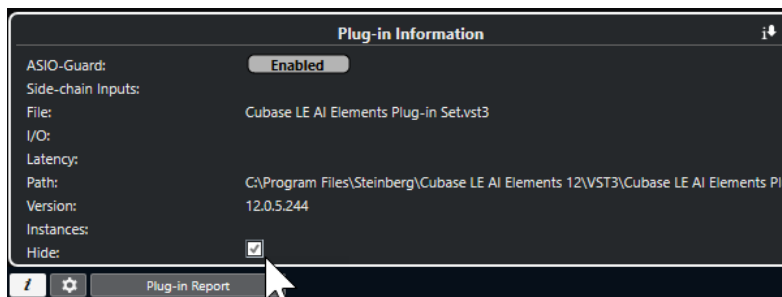 Plug-in Information
ASIO-Guard: Enabled
Side-chain Inputs:
File: Cubase LE AI Elements Plug-in Set.vst3
I/O:
Latency:
Path: C:\Program Files\Steinberg\Cubase LE AI Elements 12\VST3\Cubase LE AI Elements Pl
Version: 12.0.5.244
Instances:
Hide:
i Plug-in Report